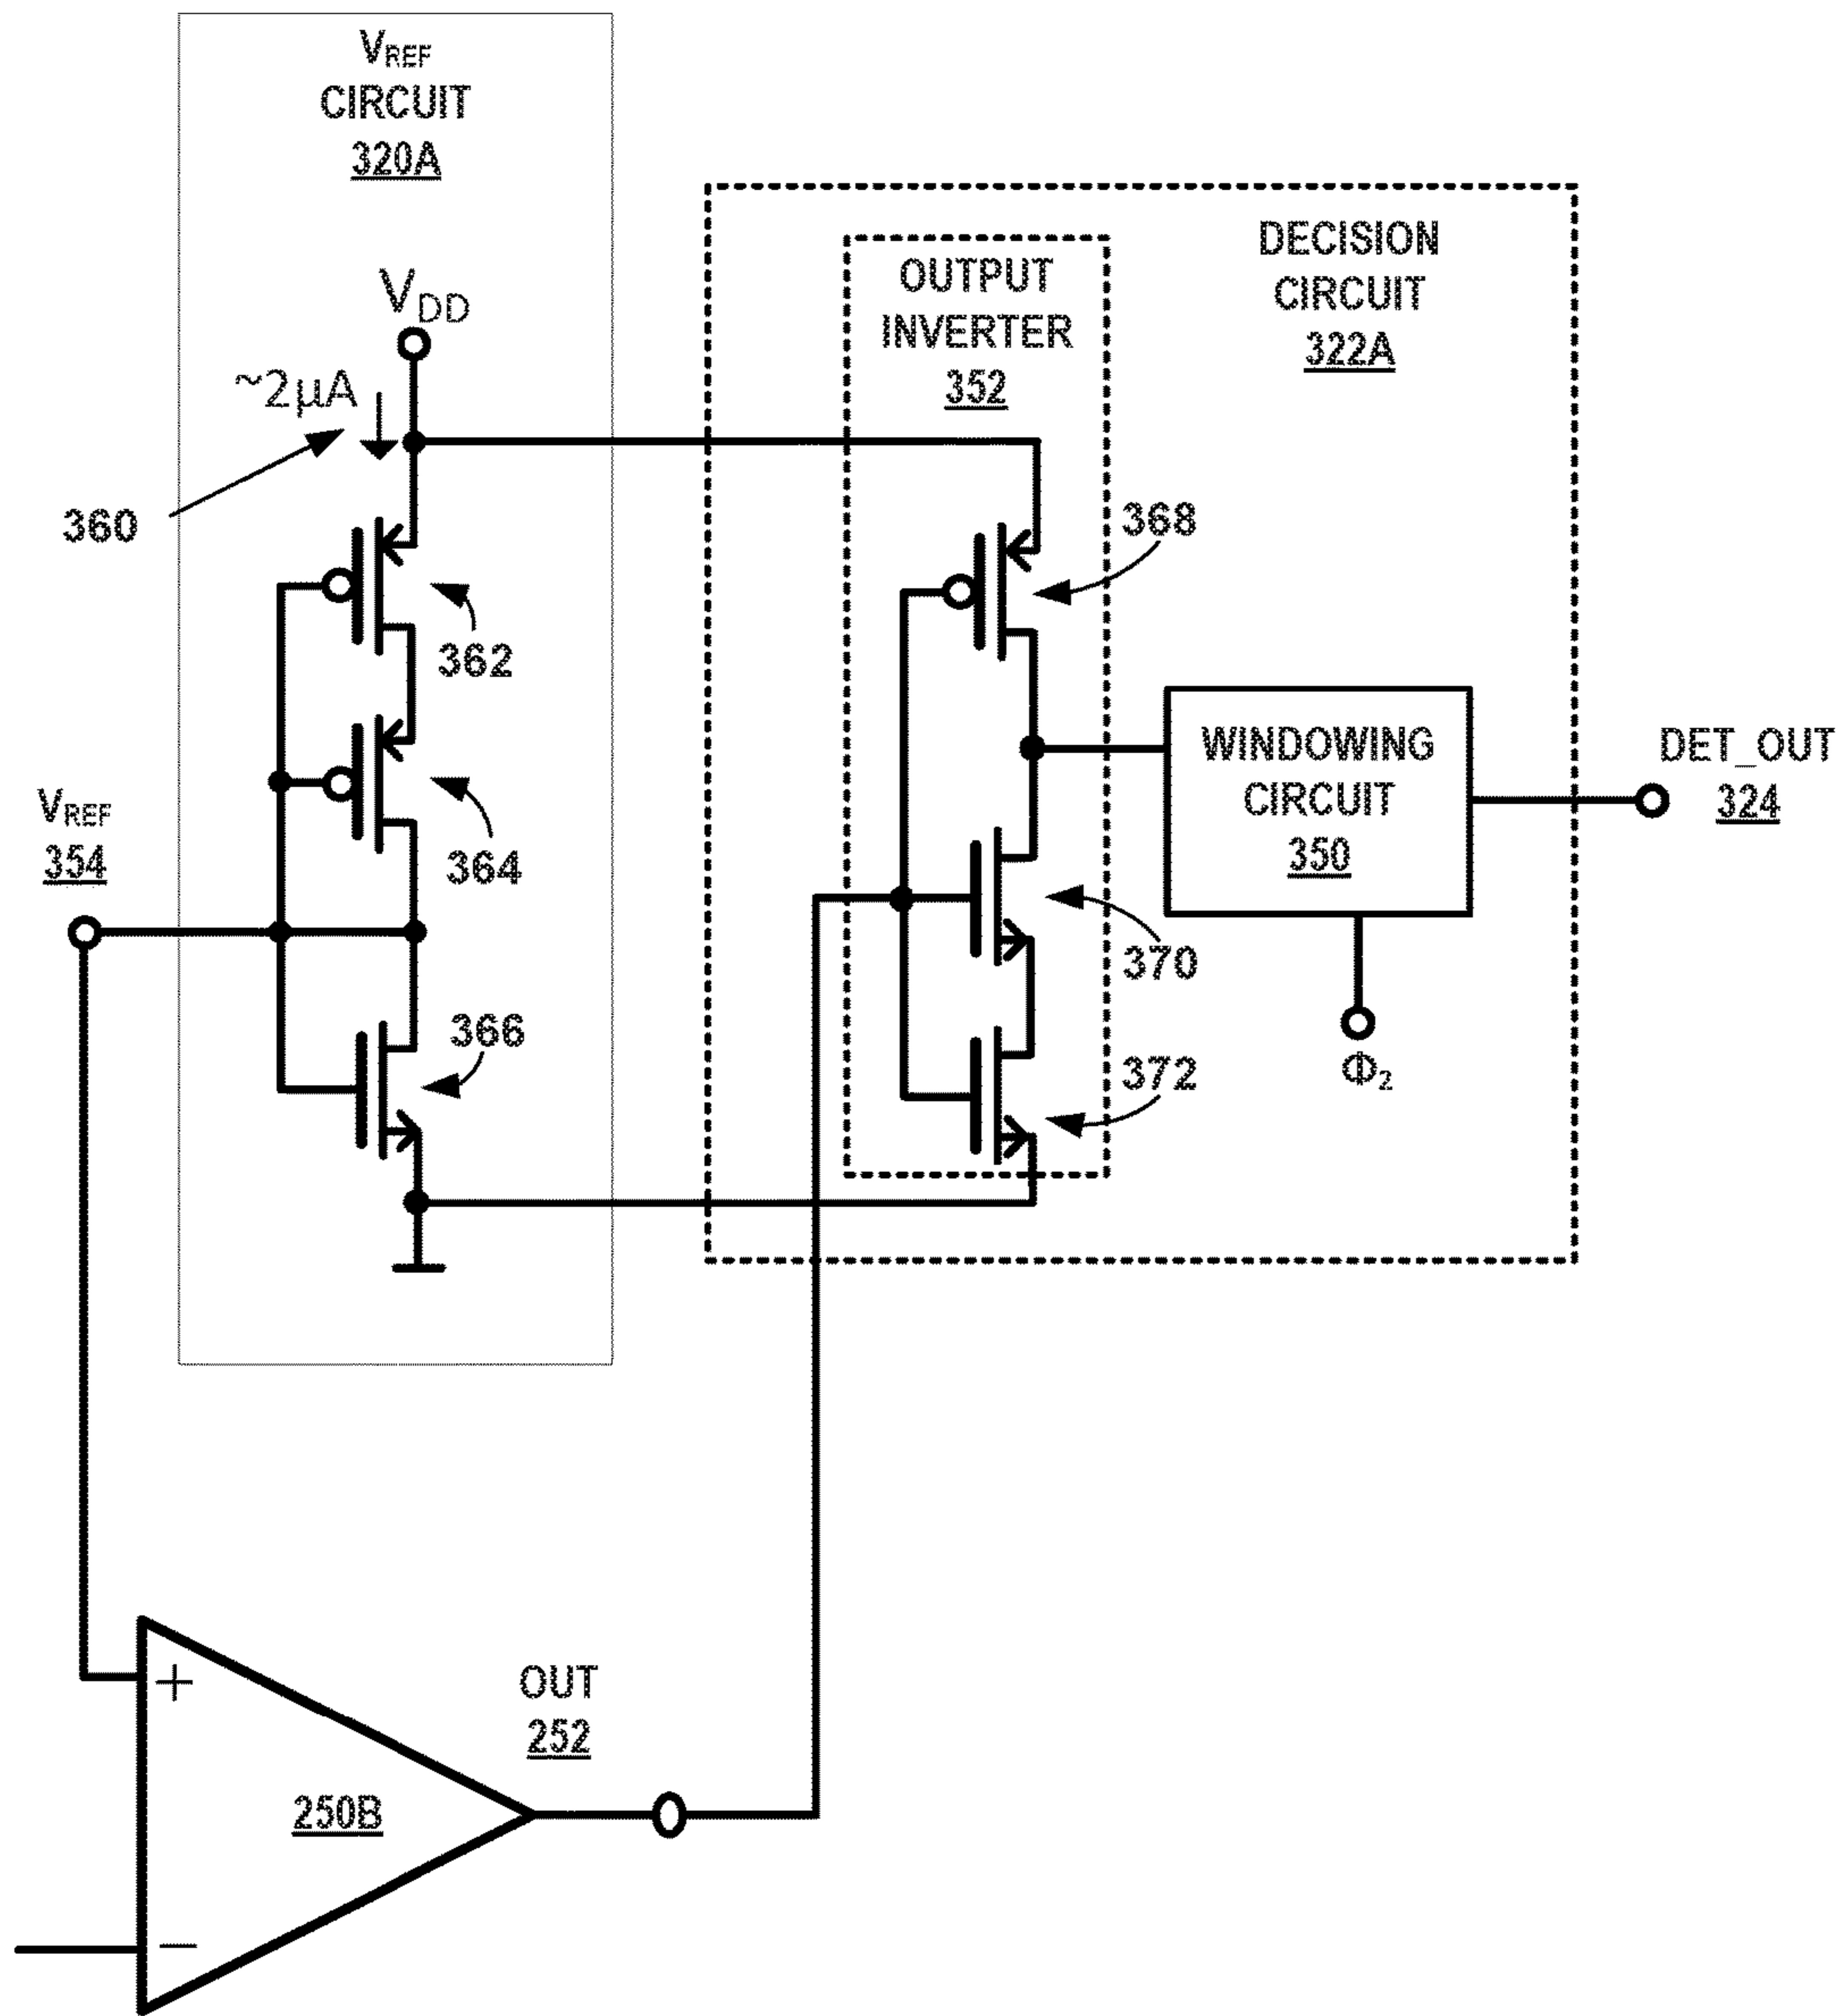 VREF
CIRCUIT
320A
VDD
~2µA
360
362
364
VREF
354
366
DECISION
CIRCUIT
322A
OUTPUT
INVERTER
352
368
370
372
WINDOWING
CIRCUIT
350
Φ2
DET_OUT
324
+
−
250B
OUT
252